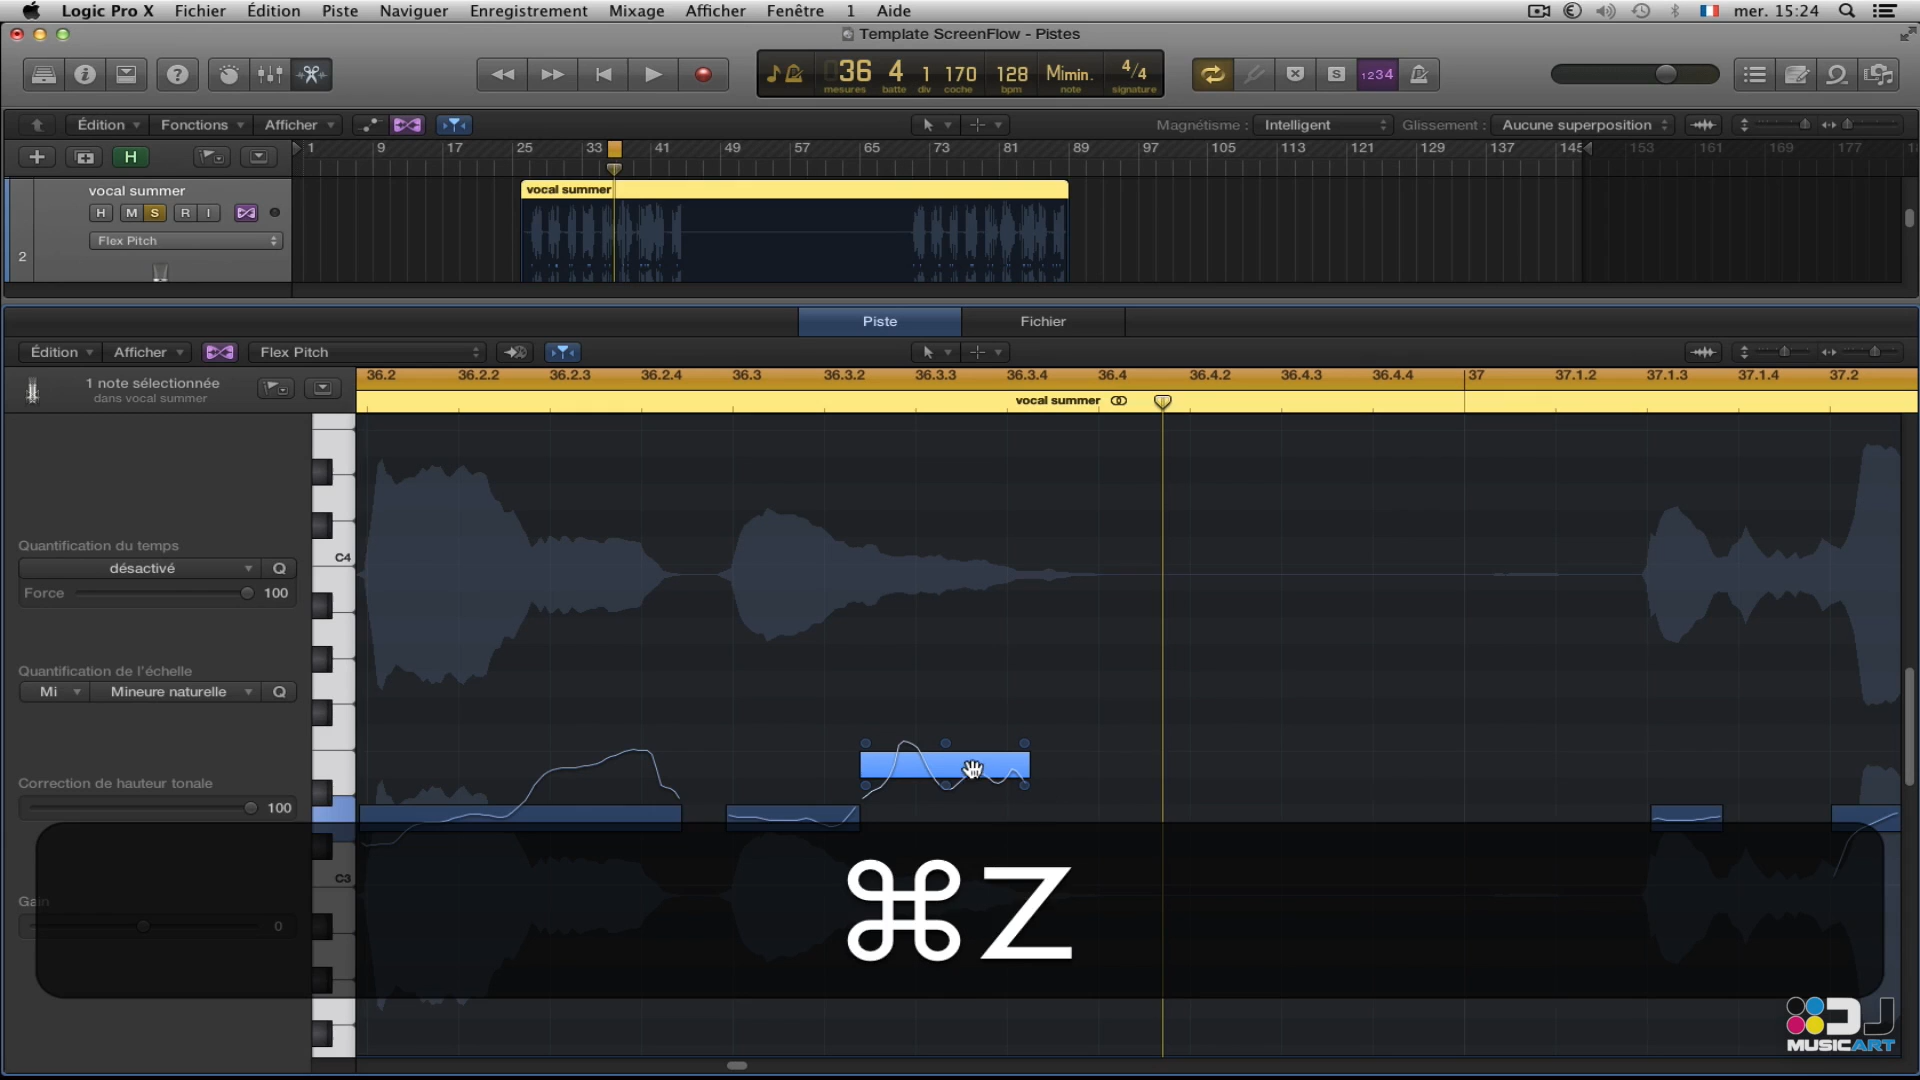 Logic Pro X Fichier Édition Piste Naviguer Enregistrement Mixage Afficher Fenêtre 1 Aide mer. 15:24
Template ScreenFlow - Pistes
36 4 1 170 128 Mimin. 4/4
mesures batte div coche bpm note signature
S 1234
Édition Fonctions Afficher Magnétisme : Intelligent Glissement : Aucune superposition
H 1 9 17 25 33 41 49 57 65 73 81 89 97 105 113 121 129 137 145 153 161 169 177
vocal summer
vocal summer
H M S R I
Flex Pitch
2
Piste Fichier
Édition Afficher Flex Pitch
1 note sélectionnée
dans vocal summer
36.2 36.2.2 36.2.3 36.2.4 36.3 36.3.2 36.3.3 36.3.4 36.4 36.4.2 36.4.3 36.4.4 37 37.1.2 37.1.3 37.1.4 37.2
vocal summer
Quantification du temps
désactivé Q
Force 100
C4
Quantification de l'échelle
Mi Mineure naturelle Q
Correction de hauteur tonale
100
C3
Gain
0
⌘Z
DJ
MUSICART